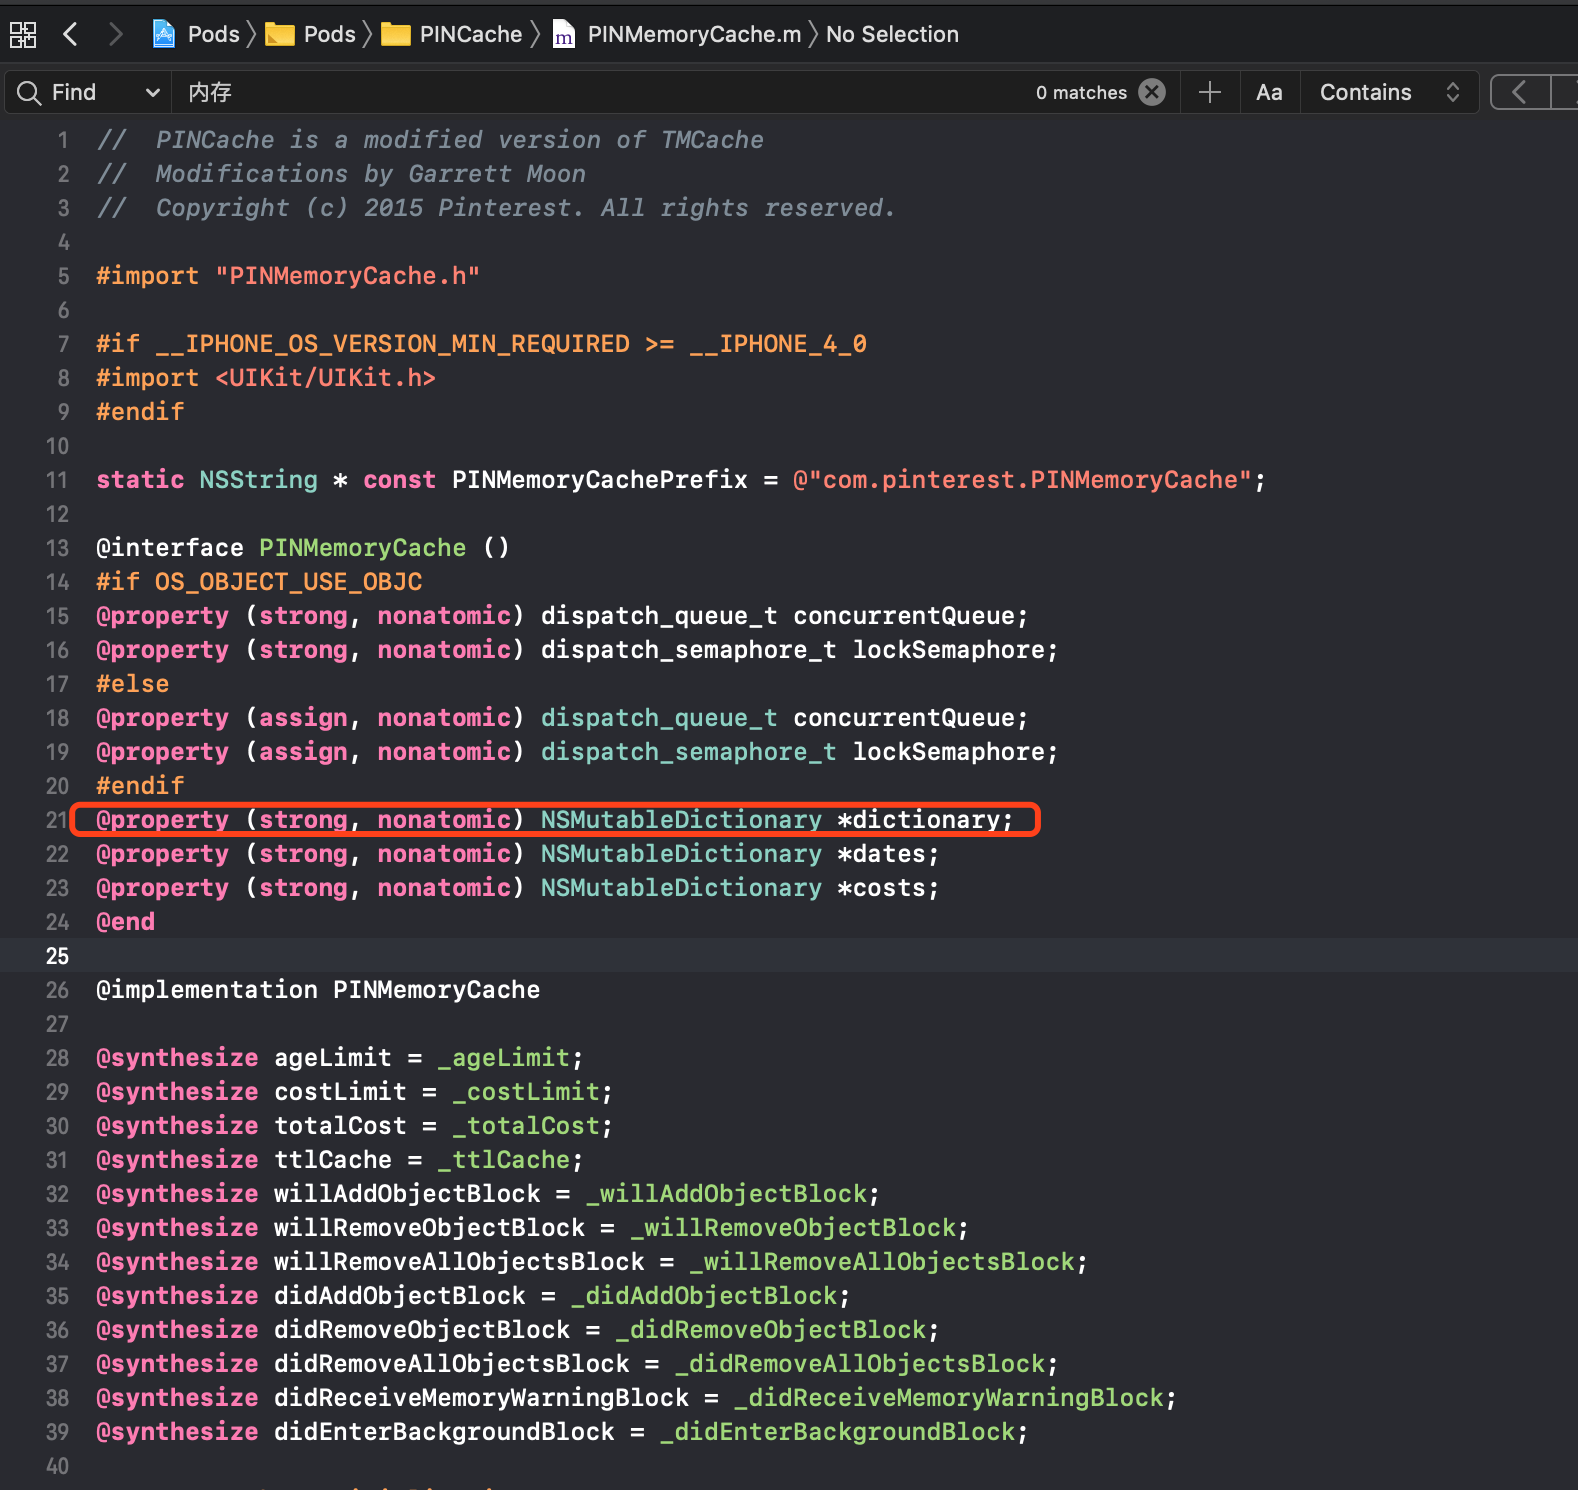 Pods 〉 Pods 〉 PINCache 〉 PINMemoryCache.m 〉 No Selection
Find 内存 0 matches Aa Contains
1 //  PINCache is a modified version of TMCache
2 //  Modifications by Garrett Moon
3 //  Copyright (c) 2015 Pinterest. All rights reserved.
4
5 #import "PINMemoryCache.h"
6
7 #if __IPHONE_OS_VERSION_MIN_REQUIRED >= __IPHONE_4_0
8 #import <UIKit/UIKit.h>
9 #endif
10
11 static NSString * const PINMemoryCachePrefix = @"com.pinterest.PINMemoryCache";
12
13 @interface PINMemoryCache ()
14 #if OS_OBJECT_USE_OBJC
15 @property (strong, nonatomic) dispatch_queue_t concurrentQueue;
16 @property (strong, nonatomic) dispatch_semaphore_t lockSemaphore;
17 #else
18 @property (assign, nonatomic) dispatch_queue_t concurrentQueue;
19 @property (assign, nonatomic) dispatch_semaphore_t lockSemaphore;
20 #endif
21 @property (strong, nonatomic) NSMutableDictionary *dictionary;
22 @property (strong, nonatomic) NSMutableDictionary *dates;
23 @property (strong, nonatomic) NSMutableDictionary *costs;
24 @end
25
26 @implementation PINMemoryCache
27
28 @synthesize ageLimit = _ageLimit;
29 @synthesize costLimit = _costLimit;
30 @synthesize totalCost = _totalCost;
31 @synthesize ttlCache = _ttlCache;
32 @synthesize willAddObjectBlock = _willAddObjectBlock;
33 @synthesize willRemoveObjectBlock = _willRemoveObjectBlock;
34 @synthesize willRemoveAllObjectsBlock = _willRemoveAllObjectsBlock;
35 @synthesize didAddObjectBlock = _didAddObjectBlock;
36 @synthesize didRemoveObjectBlock = _didRemoveObjectBlock;
37 @synthesize didRemoveAllObjectsBlock = _didRemoveAllObjectsBlock;
38 @synthesize didReceiveMemoryWarningBlock = _didReceiveMemoryWarningBlock;
39 @synthesize didEnterBackgroundBlock = _didEnterBackgroundBlock;
40